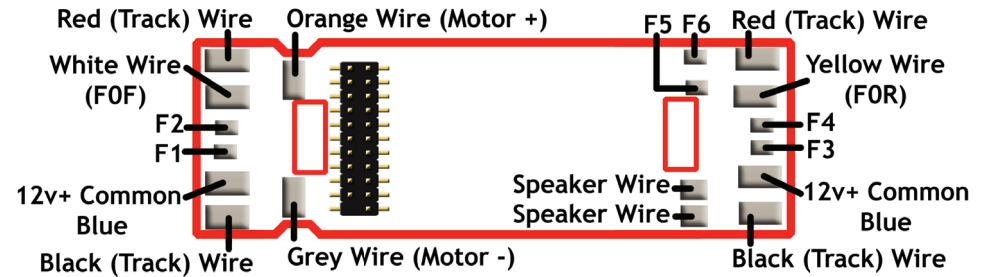 Red (Track) Wire
Orange Wire (Motor +)
F5 F6
Red (Track) Wire
White Wire
(F0F)
Yellow Wire
(F0R)
F2
F1
F4
F3
12v+ Common
Blue
Speaker Wire
Speaker Wire
12v+ Common
Blue
Black (Track) Wire
Grey Wire (Motor -)
Black (Track) Wire